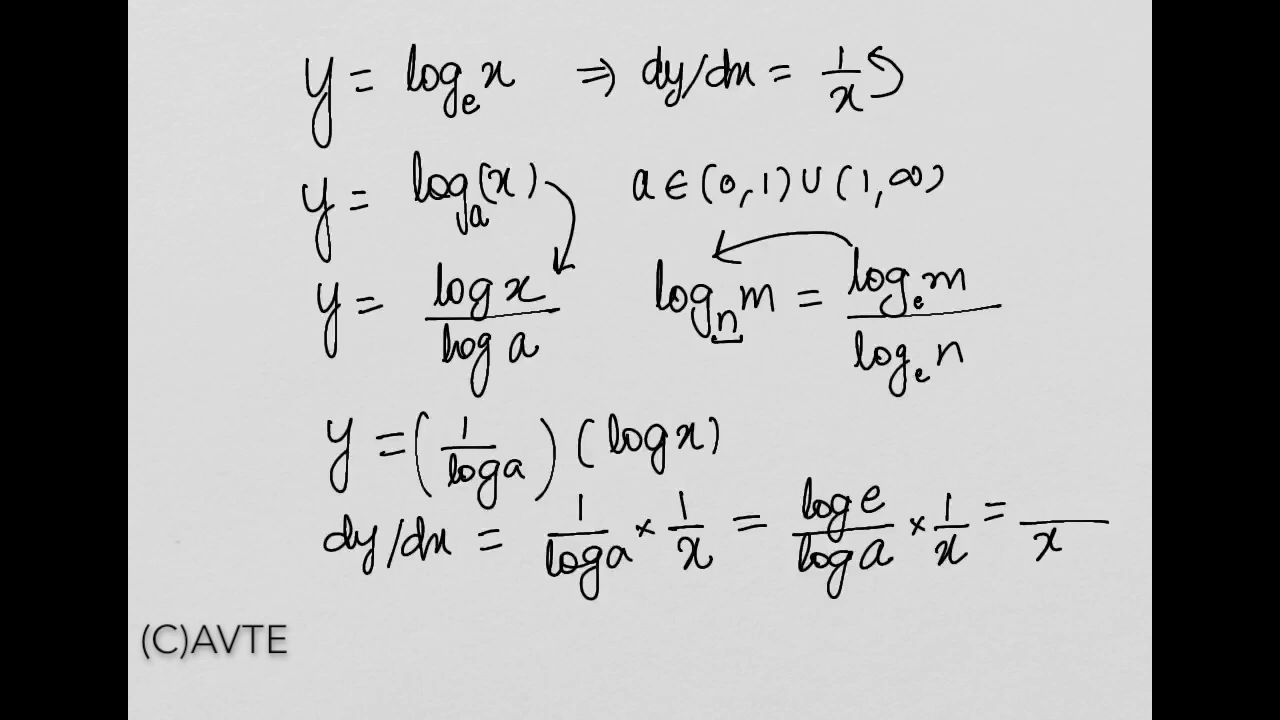 y = logₑx ⇒ dy/dx = 1/x
y = logₐ(x) a ∈ (0,1) ∪ (1,∞)
y = log x / log a logₙm = logₑm / logₑn
y = (1/log a) (log x)
dy/dx = 1/log a × 1/x = log e/log a × 1/x = /x
(C)AVTE